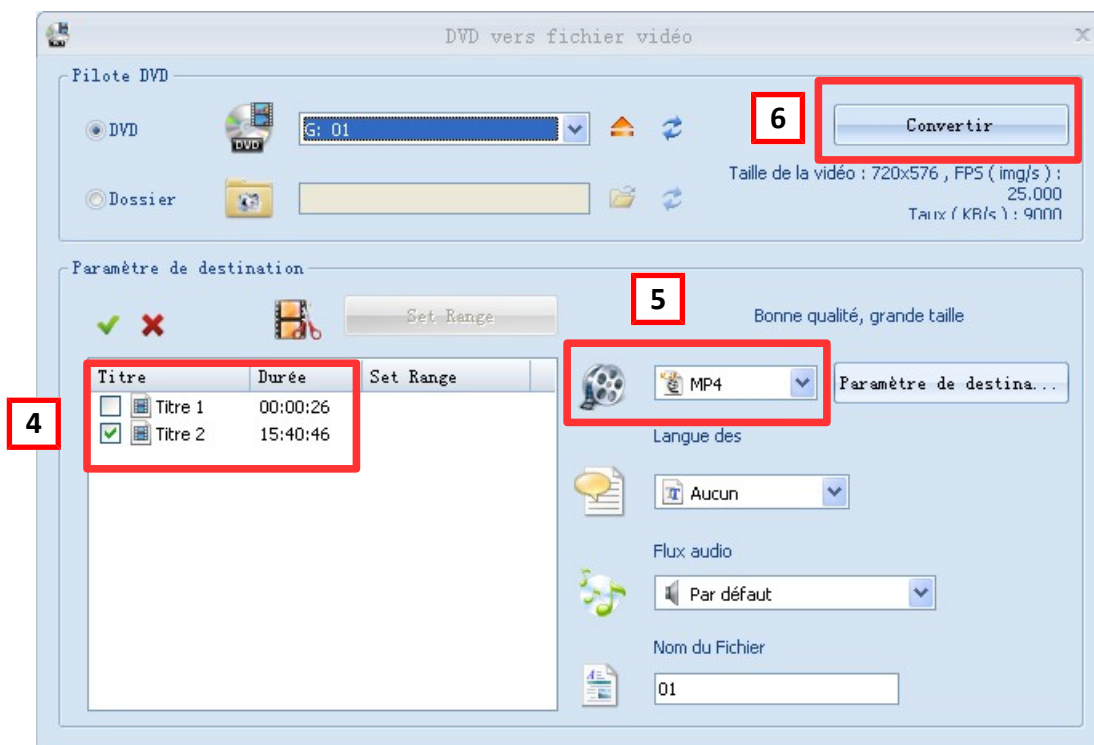 DVD vers fichier vidéo
Pilote DVD
DVD
DVD
G: 01
6
Convertir
Taille de la vidéo : 720x576 , FPS ( img/s ) :
25.000
Taux ( KB/s ) : 9000
Dossier
Paramètre de destination
Set Range
5
Bonne qualité, grande taille
Titre Durée Set Range
MP4
Paramètre de destina...
4
Titre 1 00:00:26
Titre 2 15:40:46
Langue des
Aucun
Flux audio
Par défaut
Nom du Fichier
01